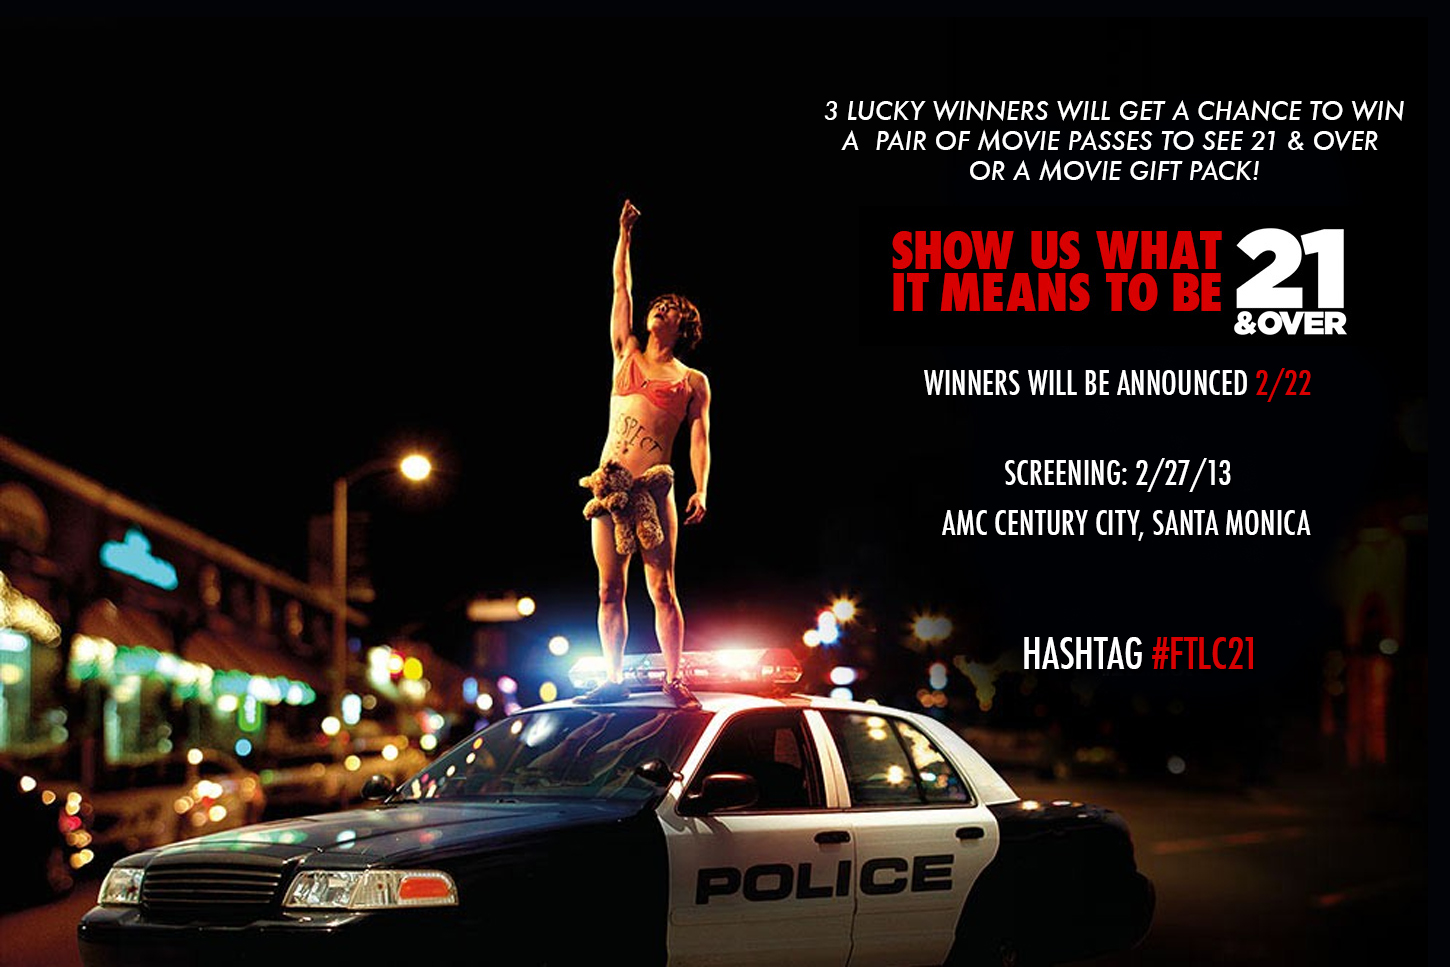 3 LUCKY WINNERS WILL GET A CHANCE TO WIN
A PAIR OF MOVIE PASSES TO SEE 21 & OVER
OR A MOVIE GIFT PACK!
SHOW US WHAT
IT MEANS TO BE
21
&OVER
WINNERS WILL BE ANNOUNCED 2/22
SCREENING: 2/27/13
AMC CENTURY CITY, SANTA MONICA
HASHTAG #FTLC21
RESPECT
POLICE